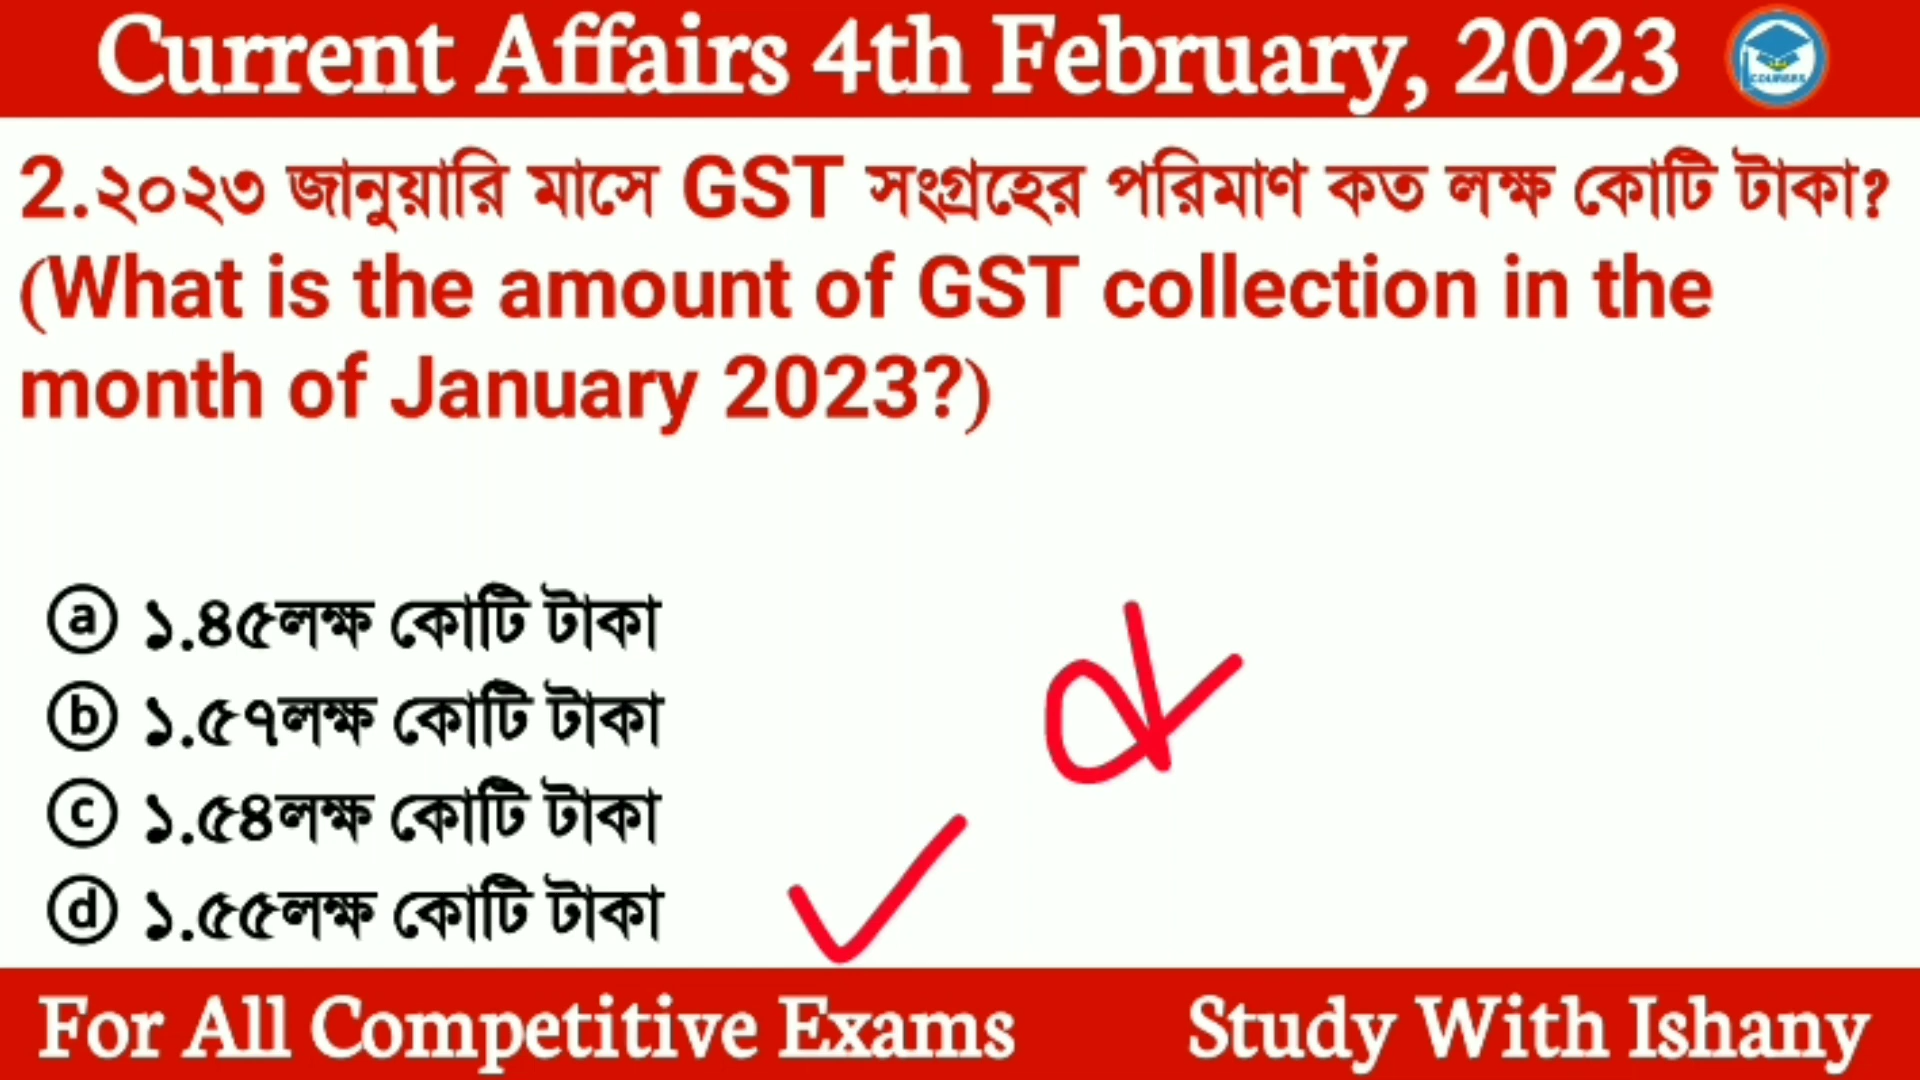 Current Affairs 4th February, 2023
COURSES
2.২০২৩ জানুয়ারি মাসে GST সংগ্রহের পরিমাণ কত লক্ষ কোটি টাকা?
(What is the amount of GST collection in the
month of January 2023?)
ⓐ ১.৪৫লক্ষ কোটি টাকা
ⓑ ১.৫৭লক্ষ কোটি টাকা
ⓒ ১.৫৪লক্ষ কোটি টাকা
ⓓ ১.৫৫লক্ষ কোটি টাকা
d
For All Competitive Exams
Study With Ishany